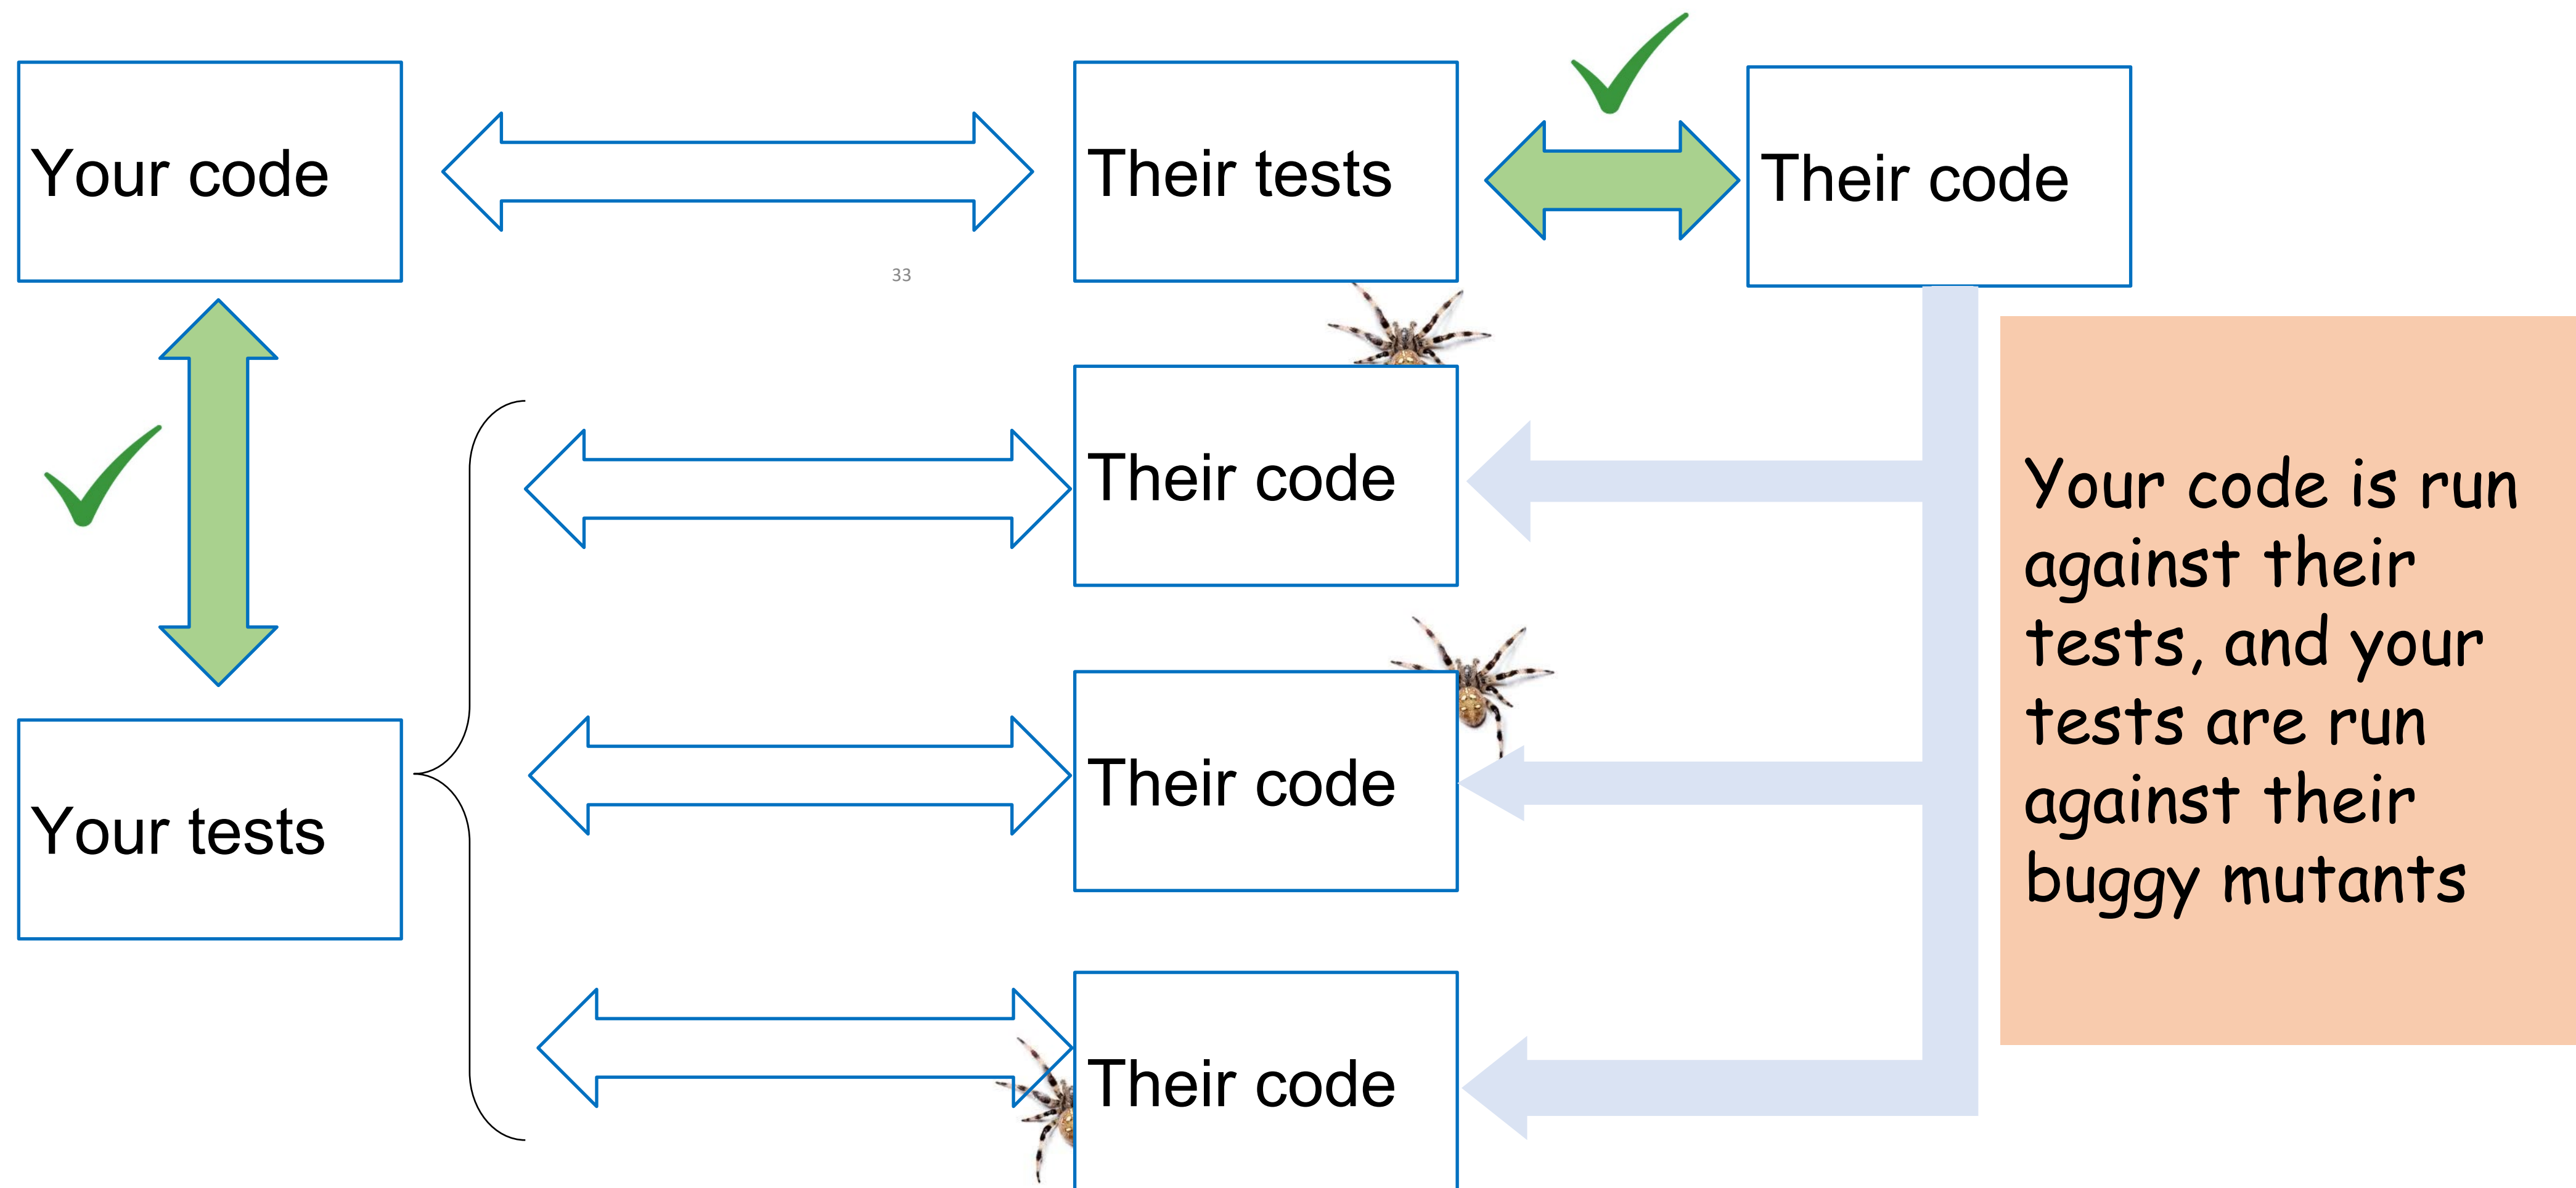 Your code
Their tests
Their code
33
Their code
Their code
Their code
Your tests
Your code is run
against their
tests, and your
tests are run
against their
buggy mutants